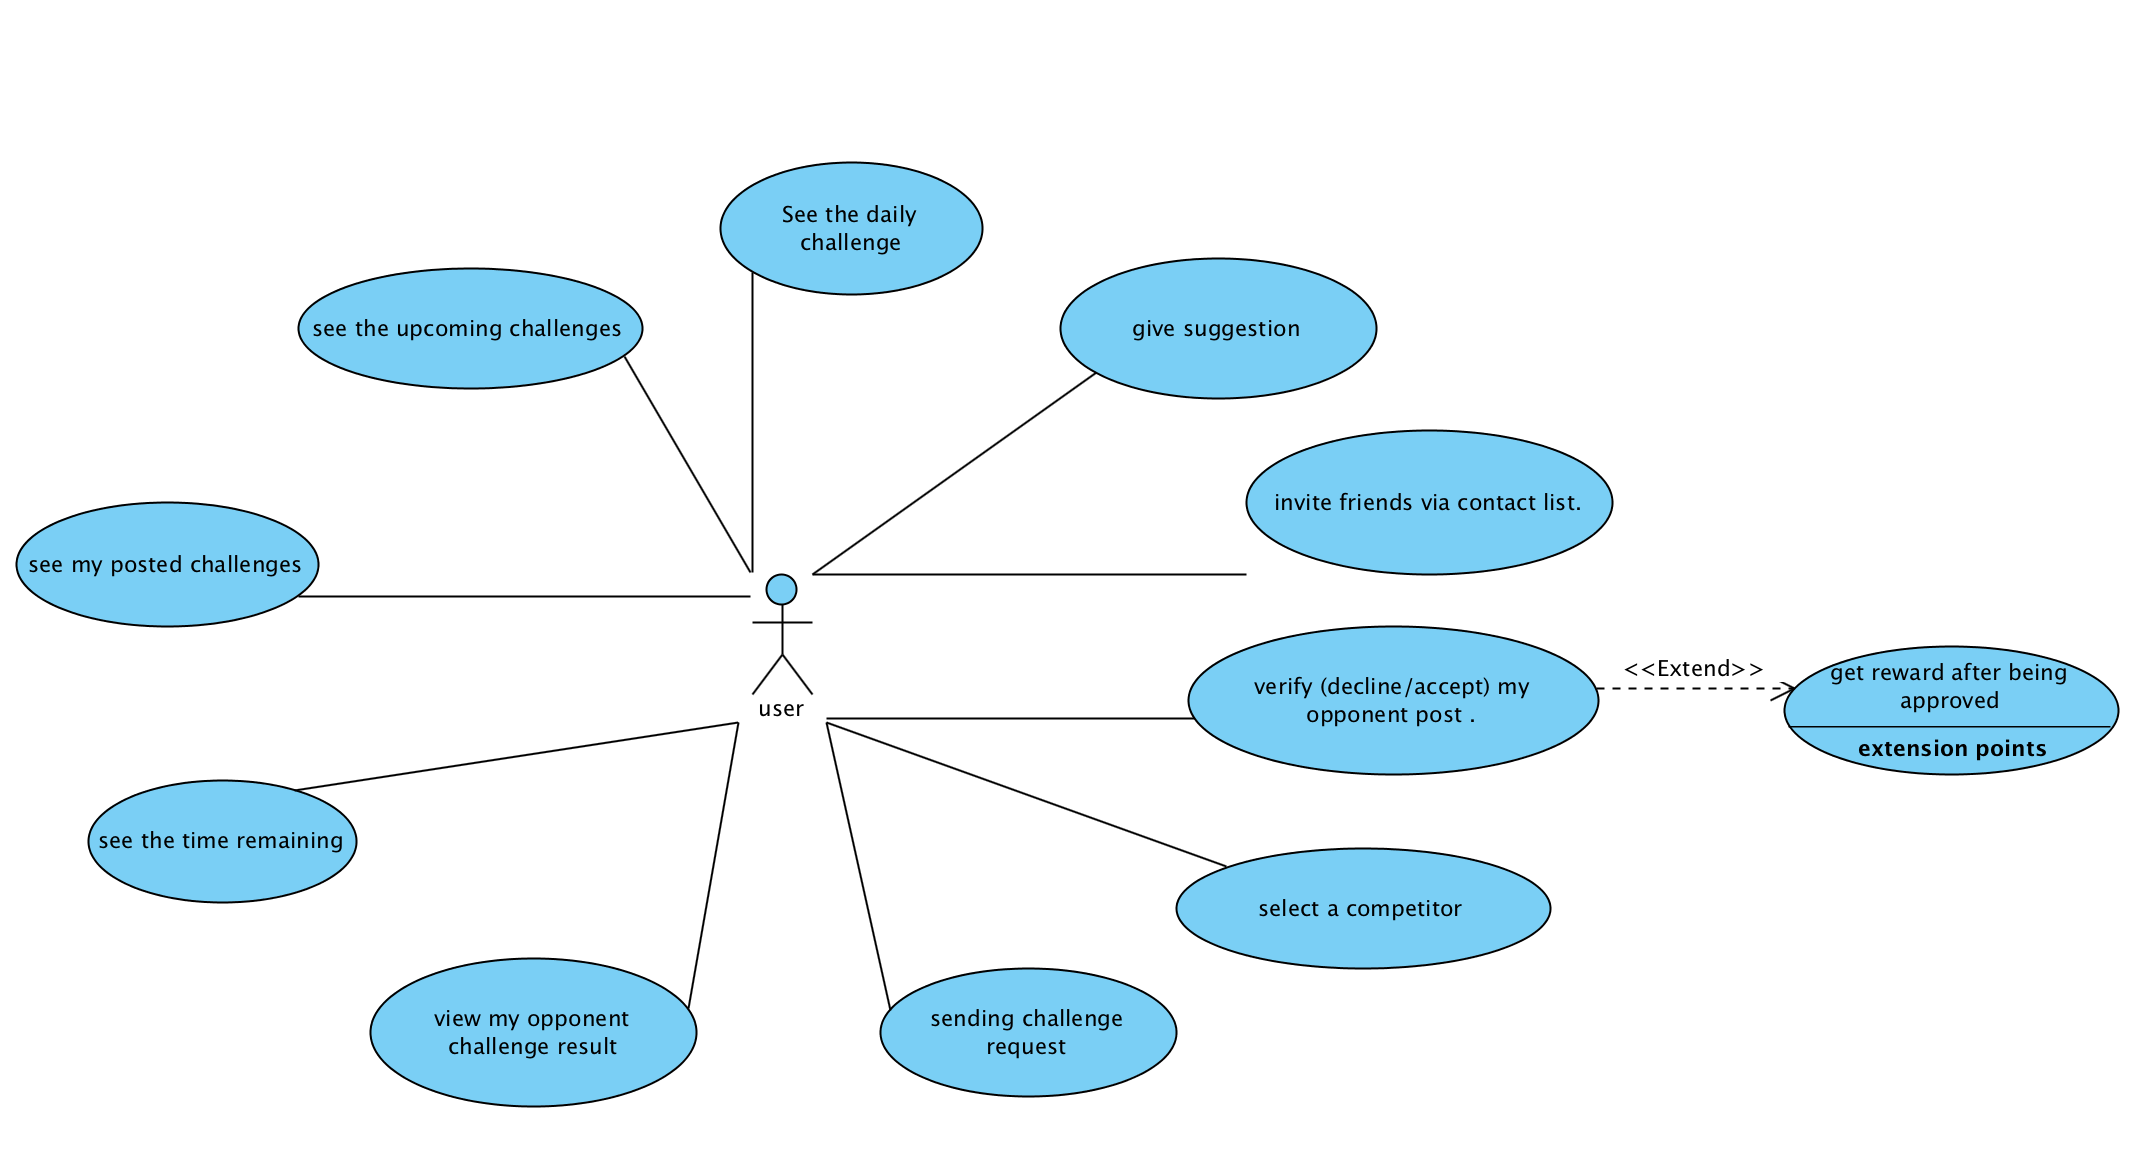 See the daily
challenge
see the upcoming challenges
give suggestion
invite friends via contact list.
see my posted challenges
<<Extend>>
get reward after being
approved
extension points
verify (decline/accept) my
opponent post .
user
see the time remaining
select a competitor
view my opponent
challenge result
sending challenge
request